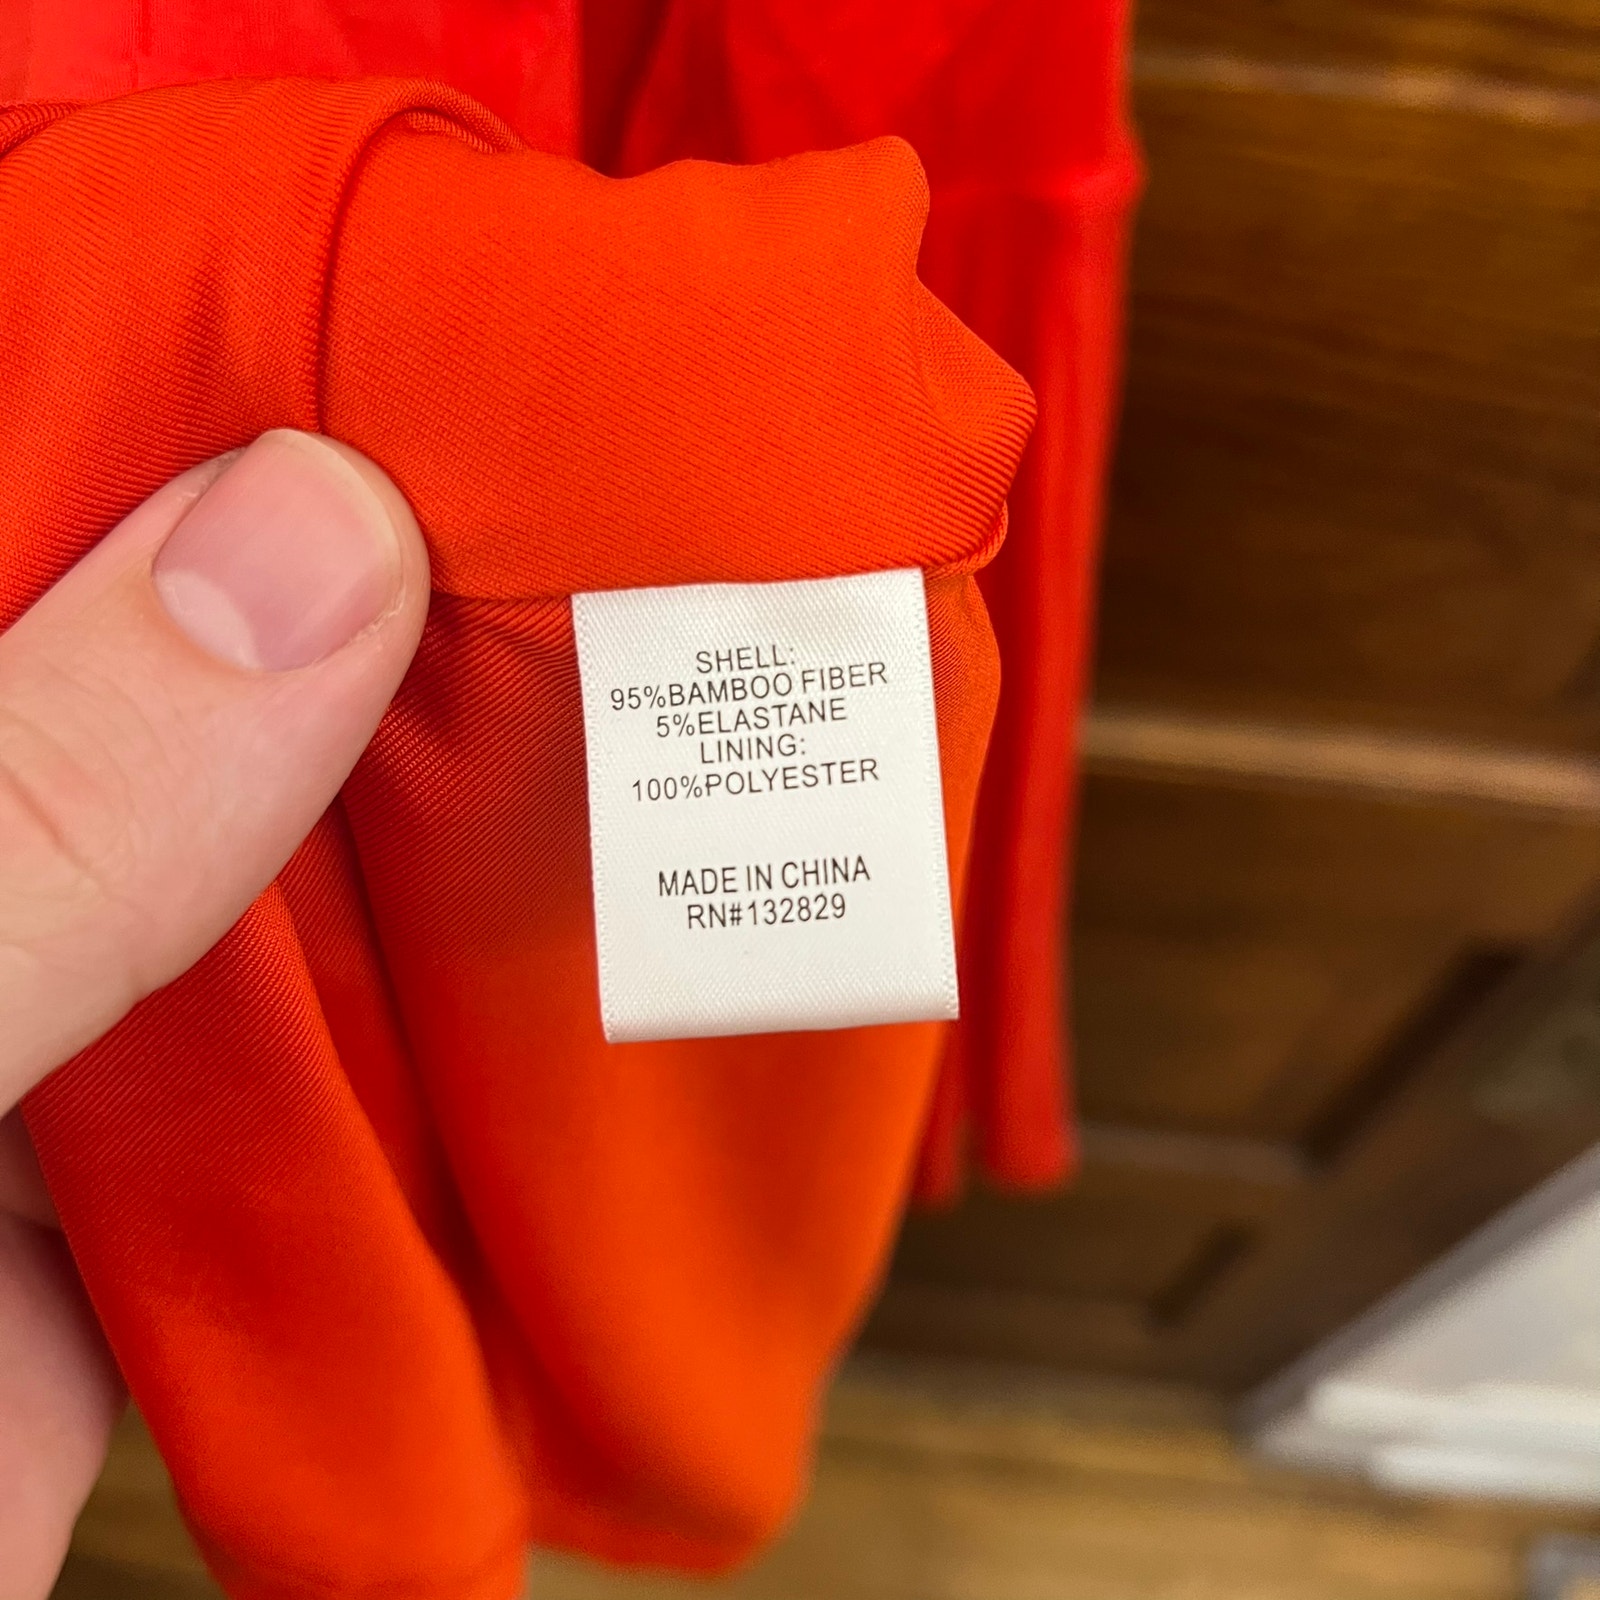 SHELL:
95%BAMBOO FIBER
5%ELASTANE
LINING:
100%POLYESTER
MADE IN CHINA
RN#132829